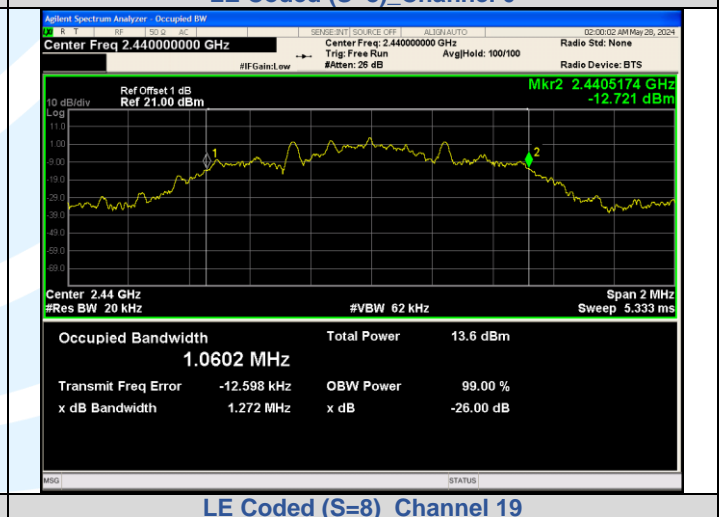 Agilent Spectrum Analyzer - Occupied BW
R T RF 50 Ω AC SENSE:INT SOURCE OFF ALIGN AUTO 02:00:02 AM May 28, 2024
Center Freq 2.440000000 GHz Center Freq: 2.440000000 GHz Radio Std: None
Trig: Free Run Avg|Hold: 100/100
#IFGain:Low #Atten: 26 dB Radio Device: BTS
Mkr2 2.4405174 GHz
-12.721 dBm
Ref Offset 1 dB
10 dB/div Ref 21.00 dBm
Log
11.0
1.00
-9.00
-19.0
-29.0
-39.0
-49.0
-59.0
-69.0
1
2
Center 2.44 GHz Span 2 MHz
#Res BW 20 kHz #VBW 62 kHz Sweep 5.333 ms
Occupied Bandwidth Total Power 13.6 dBm
1.0602 MHz
Transmit Freq Error -12.598 kHz OBW Power 99.00 %
x dB Bandwidth 1.272 MHz x dB -26.00 dB
MSG STATUS
LE Coded (S=8)_Channel 19